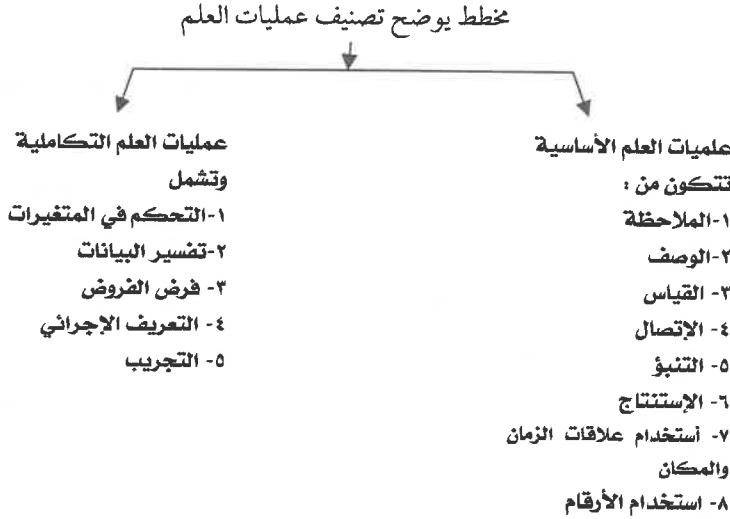 مخطط يوضح تصنيف عمليات العلم
علميات العلم الأساسية
تتكون من :
١-الملاحظة
٢-الوصف
٣- القياس
٤- الإتصال
٥- التنبؤ
٦- الإستنتاج
٧- أستخدام علاقات الزمان
والمكان
٨- استخدام الأرقام
عمليات العلم التكاملية
وتشمل
١-التحكم في المتغيرات
٢-تفسير البيانات
٣- فرض الفروض
٤- التعريف الإجرائي
٥- التجريب